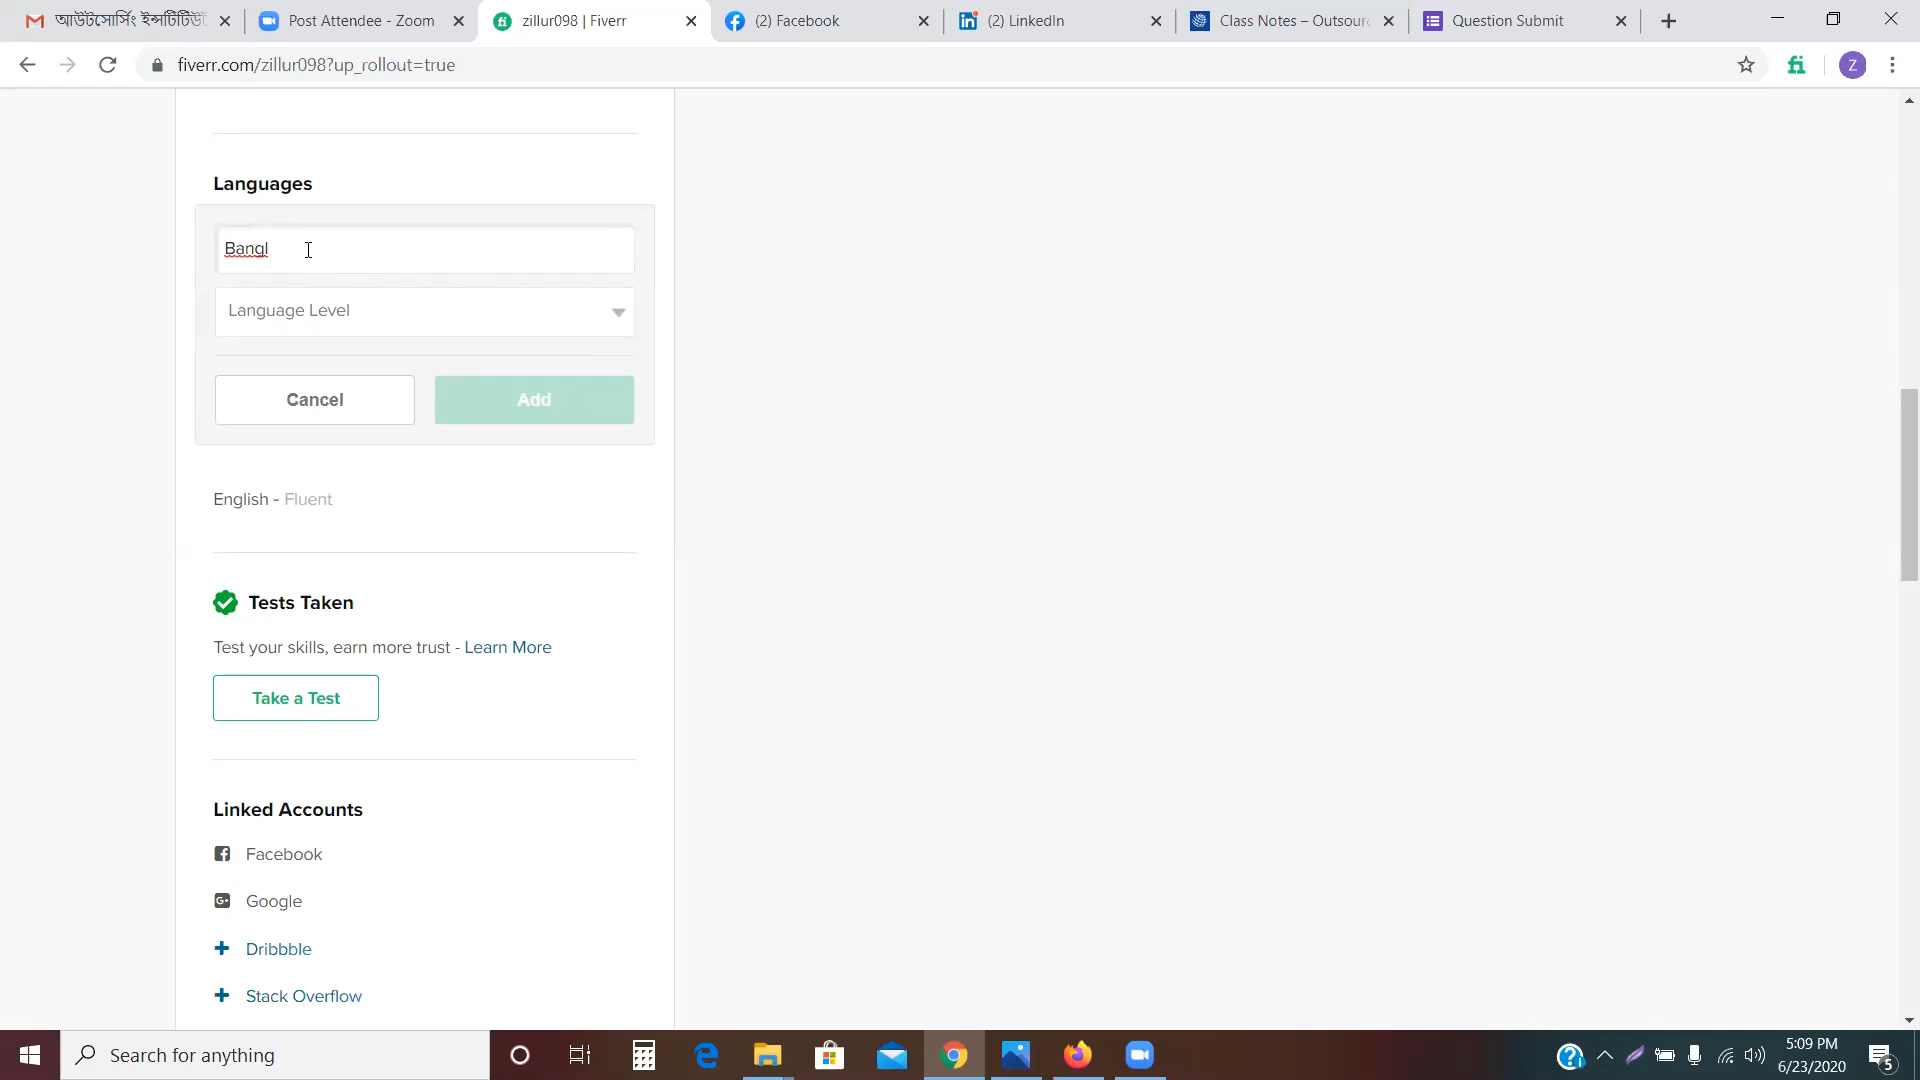 আউটসোর্সিং ইন্সটিটিউট
Post Attendee - Zoom
zillur098 | Fiverr
(2) Facebook
(2) LinkedIn
Class Notes – Outsour
Question Submit
fiverr.com/zillur098?up_rollout=true
Z
Languages
Bangl
Language Level
Cancel
Add
English - Fluent
Tests Taken
Test your skills, earn more trust - Learn More
Take a Test
Linked Accounts
Facebook
Google
Dribbble
Stack Overflow
Search for anything
5:09 PM
6/23/2020
5